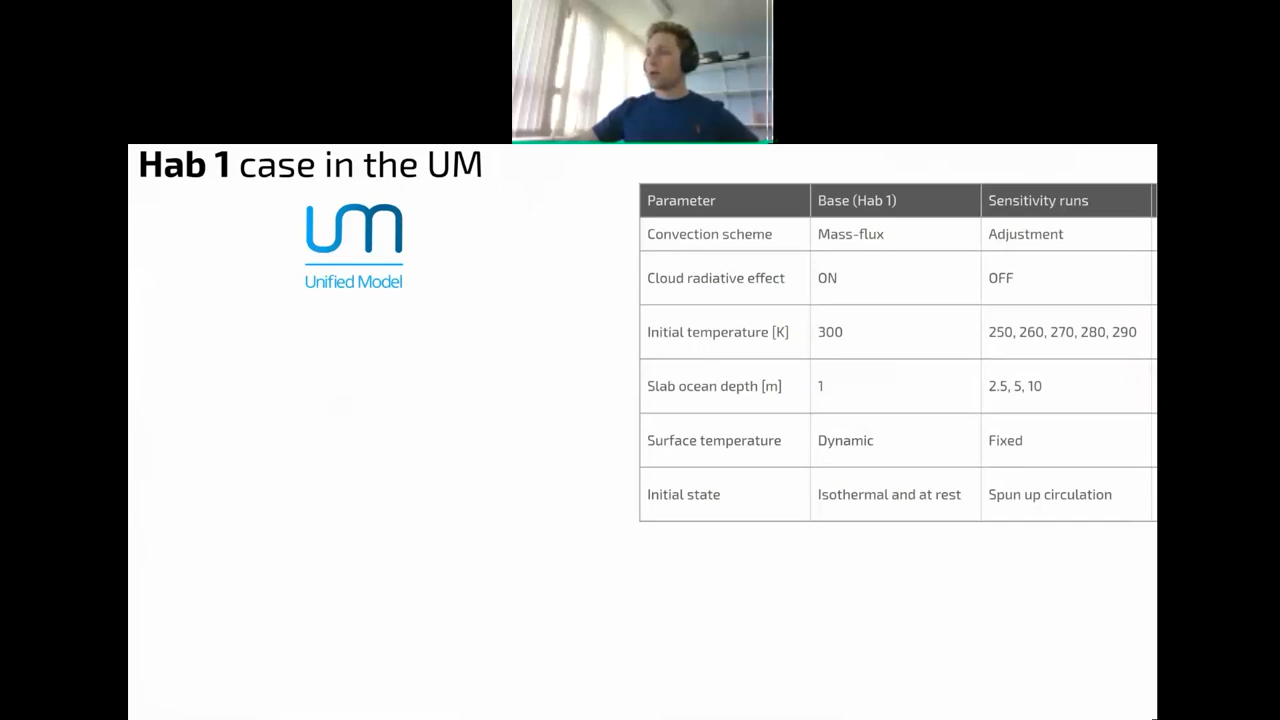 Hab 1 case in the UM
um
Unified Model
Parameter Base (Hab 1) Sensitivity runs
Convection scheme Mass-flux Adjustment
Cloud radiative effect ON OFF
Initial temperature [K] 300 250, 260, 270, 280, 290
Slab ocean depth [m] 1 2.5, 5, 10
Surface temperature Dynamic Fixed
Initial state Isothermal and at rest Spun up circulation